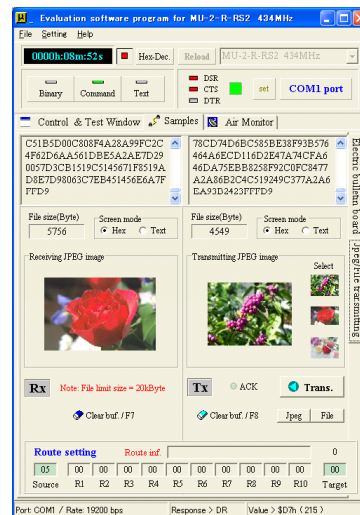 Evaluation software program for MU-2-R-RS2 434MHz
File Setting Help
0000h:08m:52s Hex-Dec. Reload MU-2-R-RS2 434MHz
DSR
CTS
DTR
Binary Command Text set COM1 port
Control & Test Window Samples Air Monitor
C51B5D00C808F4A28A99FC2C
4F62D6AA561DBE5A2AE7D29
0057D3CB1519C5145671F8519A
D8E7D98063C7EB451456E6A7F
FFD9
78CD74D6BC585BE38F93B576
464A6ECD116D2E47A74CFA6
46DA75EBB8258F92C0FC8477
A2A86B2C4C519249C377A2A6
EA93D2423FFFD9
File size(Byte) Screen mode
5756 Hex Text
File size(Byte) Screen mode
4549 Hex Text
Receiving JPEG image
Transmitting JPEG image
Select
Rx Note: File limit size = 20kByte
Tx ACK Trans.
Clear buf. / F7
Clear buf. / F8 Jpeg File
Route setting Route inf. 0
05 00 00 00 00 00 00 00 00 00 00 00
Source R1 R2 R3 R4 R5 R6 R7 R8 R9 R10 Target
Port: COM1 / Rate: 19200 bps Response > DR Value > $D7h ( 215 )
Electric bulletin board
Jpeg/File transmitting